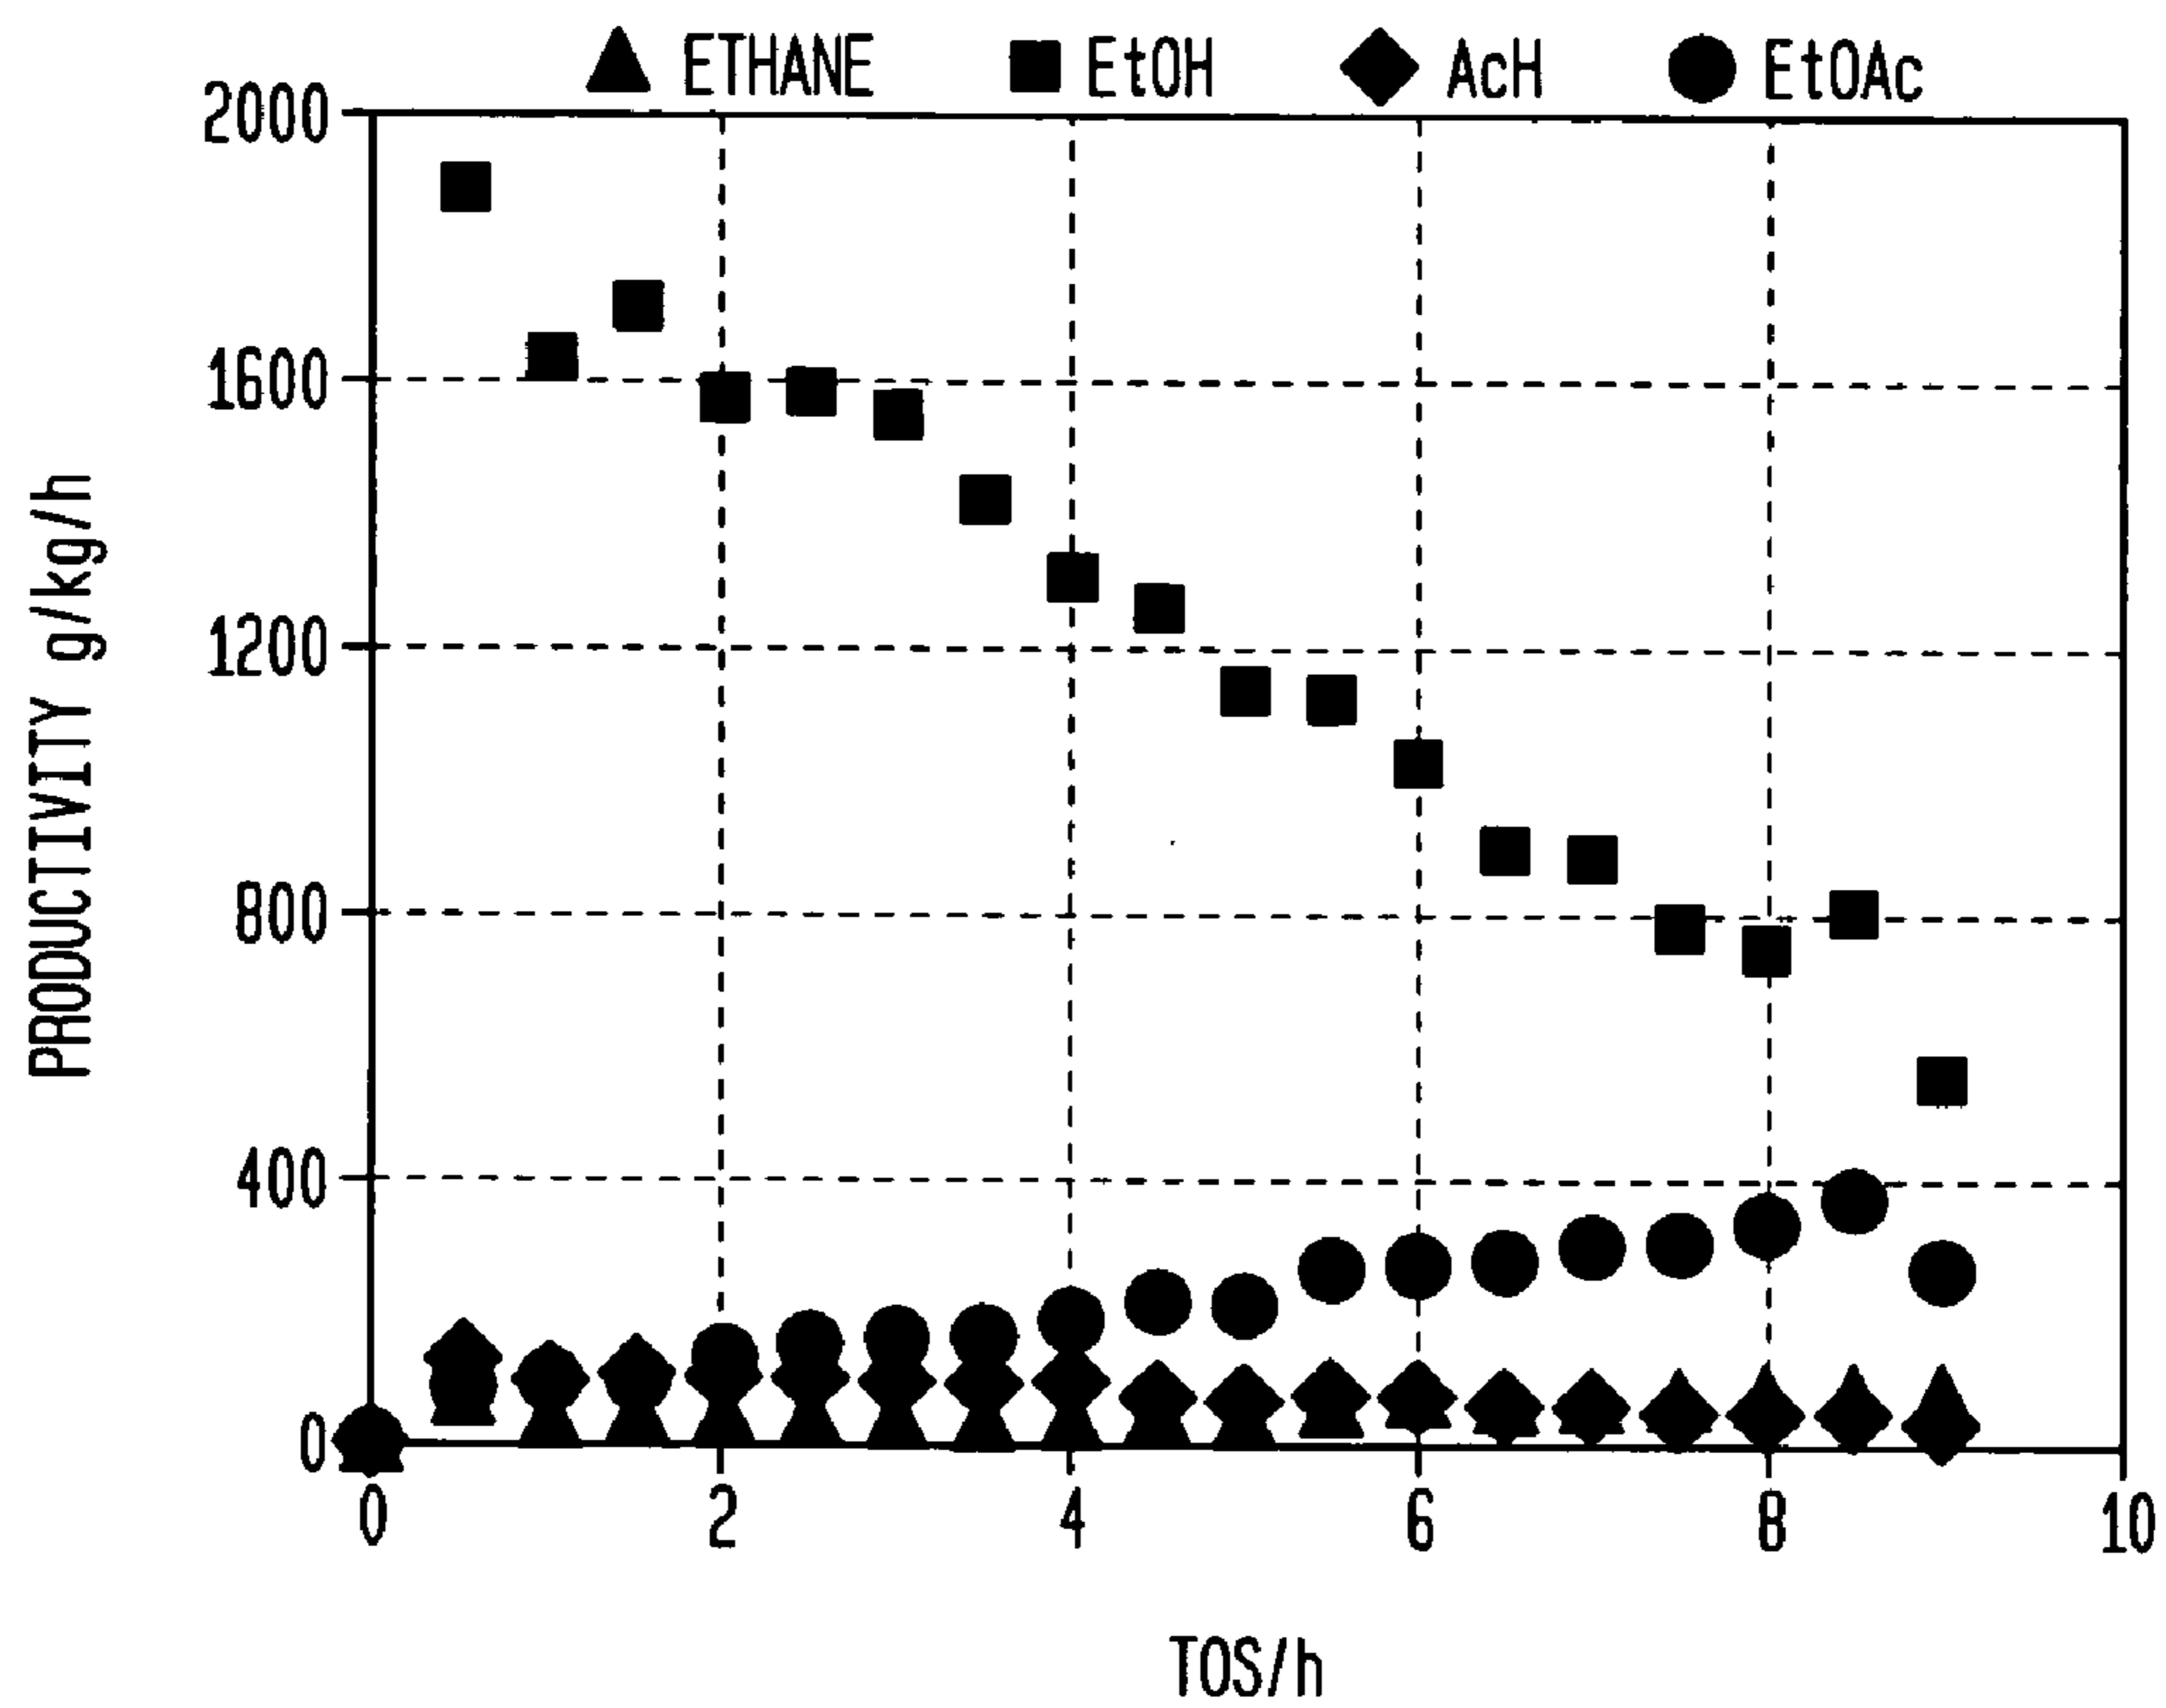 ETHANE EtOH AcH EtOAc
2000
1600
1200
800
400
0
PRODUCTIVITY g/kg/h
0 2 4 6 8 10
TOS/h